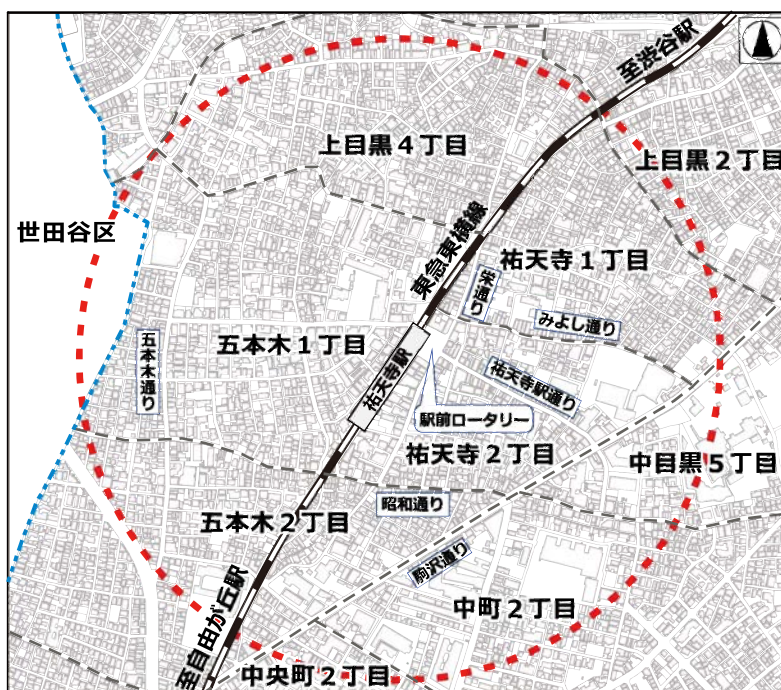 至渋谷駅
上目黒４丁目
上目黒２丁目
世田谷区
東急東横線
祐天寺１丁目
栄通り
みよし通り
五本木通り
五本木１丁目
祐天寺駅
祐天寺駅通り
駅前ロータリー
祐天寺２丁目
中目黒５丁目
昭和通り
五本木２丁目
駒沢通り
至自由が丘駅
中町２丁目
中央町２丁目